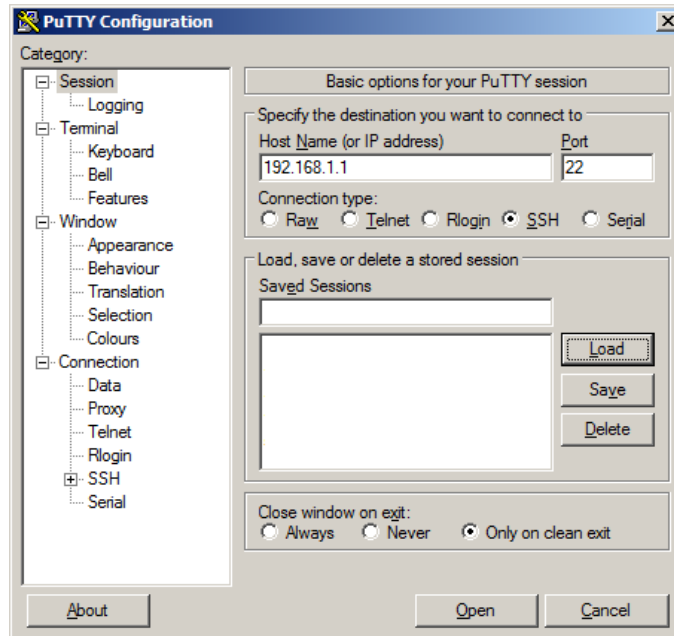 PuTTY Configuration
Category:
Session
Logging
Terminal
Keyboard
Bell
Features
Window
Appearance
Behaviour
Translation
Selection
Colours
Connection
Data
Proxy
Telnet
Rlogin
SSH
Serial
Basic options for your PuTTY session
Specify the destination you want to connect to
Host Name (or IP address) Port
192.168.1.1 22
Connection type:
Raw Telnet Rlogin SSH Serial
Load, save or delete a stored session
Saved Sessions
Load
Save
Delete
Close window on exit:
Always Never Only on clean exit
About Open Cancel